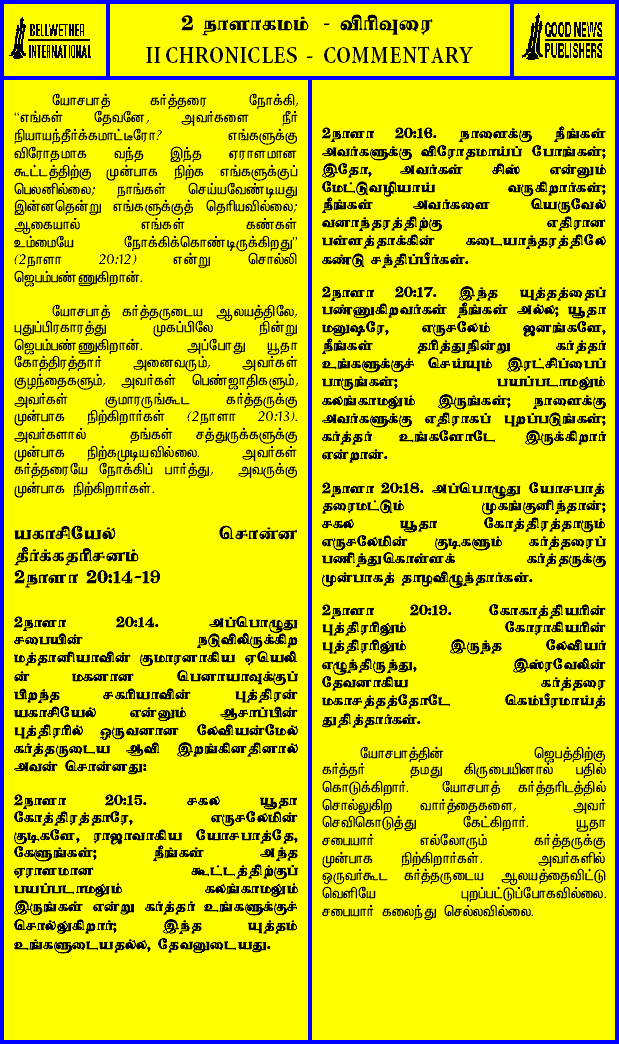 BELLWETHER
INTERNATIONAL
2 நாளாகமம் - விரிவுரை
II CHRONICLES - COMMENTARY
GOOD NEWS
PUBLISHERS
யோசபாத் கர்த்தரை நோக்கி,
“எங்கள் தேவனே, அவர்களை நீர்
நியாயந்தீர்க்கமாட்டீரோ? எங்களுக்கு
விரோதமாக வந்த இந்த ஏராளமான
கூட்டத்திற்கு முன்பாக நிற்க எங்களுக்குப்
பெலனில்லை; நாங்கள் செய்யவேண்டியது
இன்னதென்று எங்களுக்குத் தெரியவில்லை;
ஆகையால் எங்கள் கண்கள்
உம்மையே நோக்கிக்கொண்டிருக்கிறது”
(2நாளா 20:12) என்று சொல்லி
ஜெபம்பண்ணுகிறான்.
யோசபாத் கர்த்தருடைய ஆலயத்திலே,
புதுப்பிரகாரத்து முகப்பிலே நின்று
ஜெபம்பண்ணுகிறான். அப்போது யூதா
கோத்திரத்தார் அனைவரும், அவர்கள்
குழந்தைகளும், அவர்கள் பெண்ஜாதிகளும்,
அவர்கள் குமாரருங்கூட கர்த்தருக்கு
முன்பாக நிற்கிறார்கள் (2நாளா 20:13).
அவர்களால் தங்கள் சத்துருக்களுக்கு
முன்பாக நிற்கமுடியவில்லை. அவர்கள்
கர்த்தரையே நோக்கிப் பார்த்து, அவருக்கு
முன்பாக நிற்கிறார்கள்.
யகாசியேல் சொன்ன
தீர்க்கதரிசனம்
2நாளா 20:14-19
2நாளா 20:14. அப்பொழுது
சபையின் நடுவிலிருக்கிற
மத்தானியாவின் குமாரனாகிய ஏயெலி
ன் மகனான பெனாயாவுக்குப்
பிறந்த சகரியாவின் புத்திரன்
யகாசியேல் என்னும் ஆசாப்பின்
புத்திரரில் ஒருவனான லேவியன்மேல்
கர்த்தருடைய ஆவி இறங்கினதினால்
அவன் சொன்னது:
2நாளா 20:15. சகல யூதா
கோத்திரத்தாரே, எருசலேமின்
குடிகளே, ராஜாவாகிய யோசபாத்தே,
கேளுங்கள்; நீங்கள் அந்த
ஏராளமான கூட்டத்திற்குப்
பயப்படாமலும் கலங்காமலும்
இருங்கள் என்று கர்த்தர் உங்களுக்குச்
சொல்லுகிறார்; இந்த யுத்தம்
உங்களுடையதல்ல, தேவனுடையது.
2நாளா 20:16. நாளைக்கு நீங்கள்
அவர்களுக்கு விரோதமாய்ப் போங்கள்;
இதோ, அவர்கள் சிஸ் என்னும்
மேட்டுவழியாய் வருகிறார்கள்;
நீங்கள் அவர்களை யெருவேல்
வனாந்தரத்திற்கு எதிரான
பள்ளத்தாக்கின் கடையாந்தரத்திலே
கண்டு சந்திப்பீர்கள்.
2நாளா 20:17. இந்த யுத்தத்தைப்
பண்ணுகிறவர்கள் நீங்கள் அல்ல; யூதா
மனுஷரே, எருசலேம் ஜனங்களே,
நீங்கள் தரித்துநின்று கர்த்தர்
உங்களுக்குச் செய்யும் இரட்சிப்பைப்
பாருங்கள்; பயப்படாமலும்
கலங்காமலும் இருங்கள்; நாளைக்கு
அவர்களுக்கு எதிராகப் புறப்படுங்கள்;
கர்த்தர் உங்களோடே இருக்கிறார்
என்றான்.
2நாளா 20:18. அப்பொழுது யோசபாத்
தரைமட்டும் முகங்குனிந்தான்;
சகல யூதா கோத்திரத்தாரும்
எருசலேமின் குடிகளும் கர்த்தரைப்
பணிந்துகொள்ளக் கர்த்தருக்கு
முன்பாகத் தாழவிழுந்தார்கள்.
2நாளா 20:19. கோகாத்தியரின்
புத்திரரிலும் கோராகியரின்
புத்திரரிலும் இருந்த லேவியர்
எழுந்திருந்து, இஸ்ரவேலின்
தேவனாகிய கர்த்தரை
மகாசத்தத்தோடே கெம்பீரமாய்த்
துதித்தார்கள்.
யோசபாத்தின் ஜெபத்திற்கு
கர்த்தர் தமது கிருபையினால் பதில்
கொடுக்கிறார். யோசபாத் கர்த்தரிடத்தில்
சொல்லுகிற வார்த்தைகளை, அவர்
செவிகொடுத்து கேட்கிறார். யூதா
சபையார் எல்லோரும் கர்த்தருக்கு
முன்பாக நிற்கிறார்கள். அவர்களில்
ஒருவர்கூட கர்த்தருடைய ஆலயத்தைவிட்டு
வெளியே புறப்பட்டுப்போகவில்லை.
சபையார் கலைந்து செல்லவில்லை.